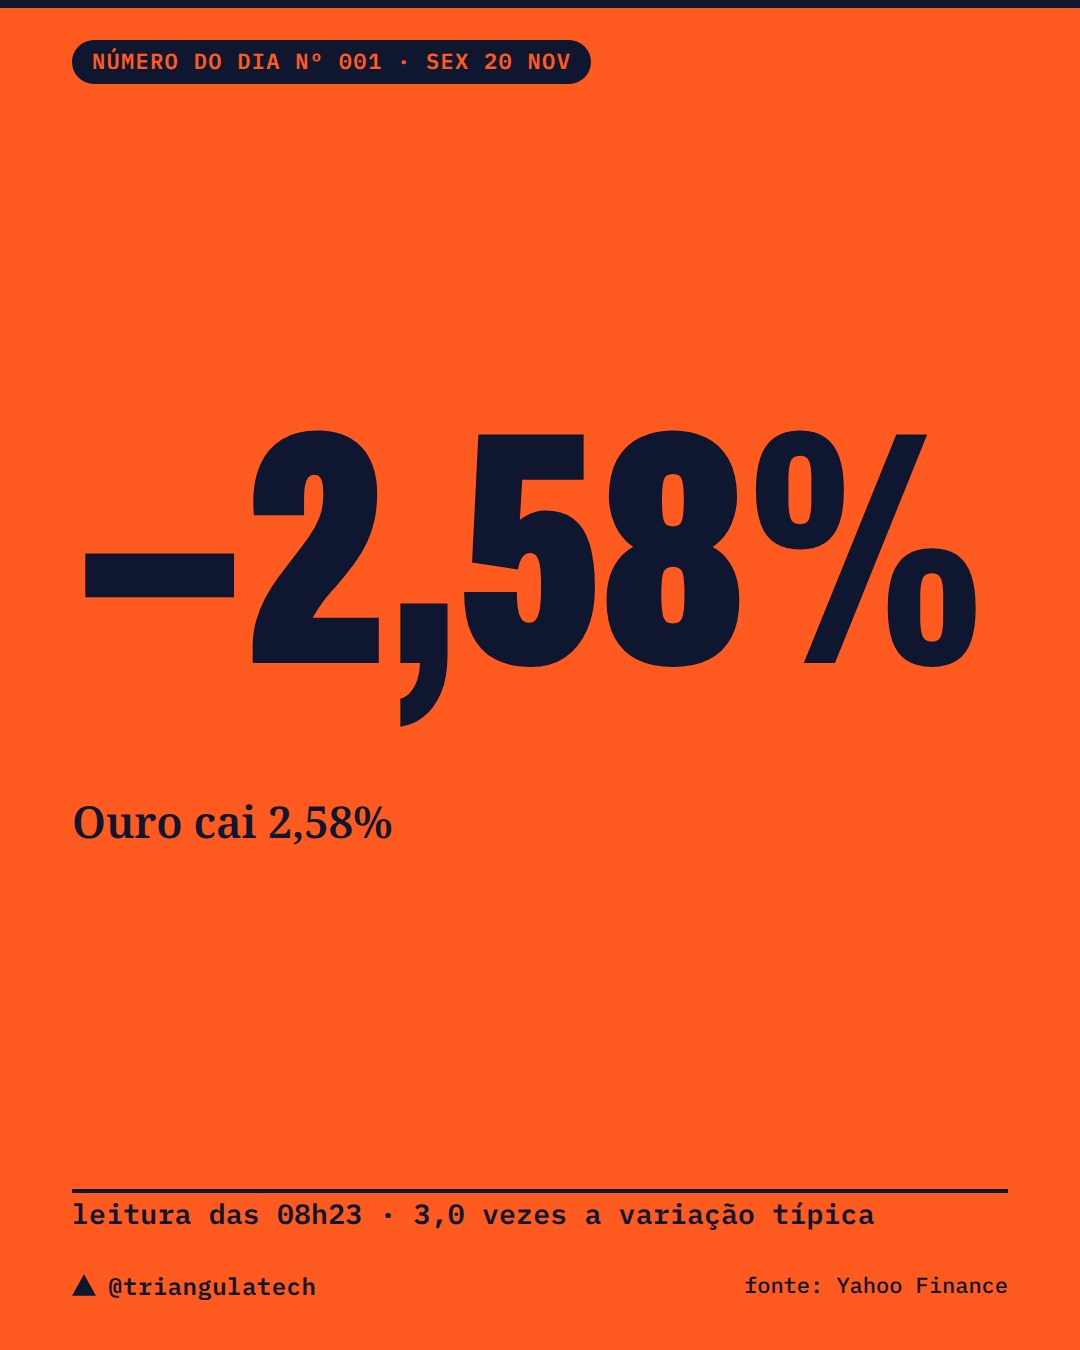 NÚMERO DO DIA Nº 001 · SEX 20 NOV
−2,58%
Ouro cai 2,58%
leitura das 08h23 · 3,0 vezes a variação típica
@triangulatech
fonte: Yahoo Finance